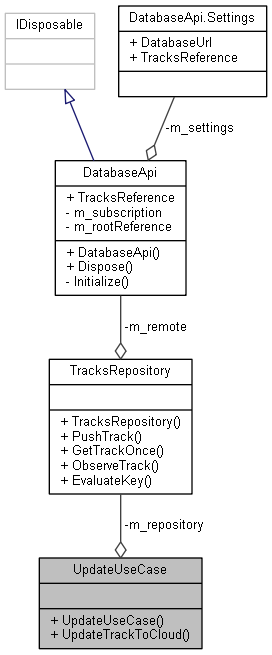 IDisposable
DatabaseApi.Settings
+ DatabaseUrl
+ TracksReference
-m_settings
DatabaseApi
+ TracksReference
- m_subscription
- m_rootReference
+ DatabaseApi()
+ Dispose()
- Initialize()
-m_remote
TracksRepository
+ TracksRepository()
+ PushTrack()
+ GetTrackOnce()
+ ObserveTrack()
+ EvaluateKey()
-m_repository
UpdateUseCase
+ UpdateUseCase()
+ UpdateTrackToCloud()